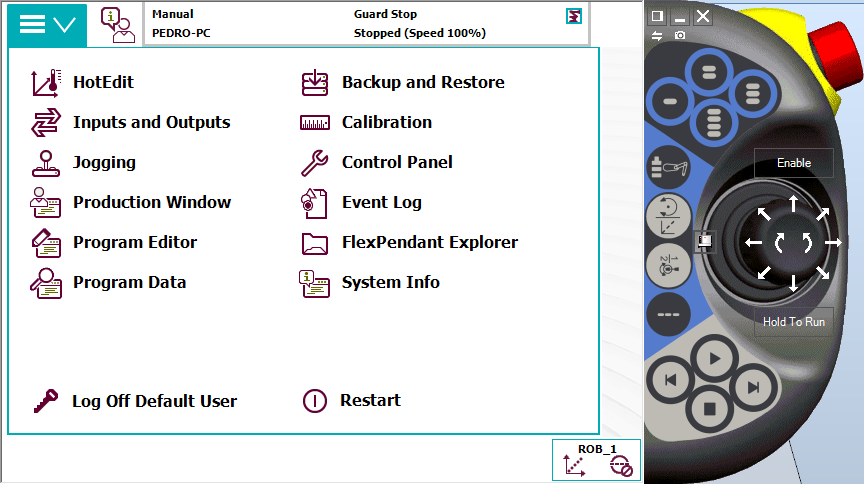 Manual
Guard Stop
PEDRO-PC
Stopped (Speed 100%)
HotEdit
Backup and Restore
Inputs and Outputs
Calibration
Jogging
Control Panel
Production Window
Event Log
Program Editor
FlexPendant Explorer
Program Data
System Info
Log Off Default User
Restart
ROB_1
Enable
Hold To Run